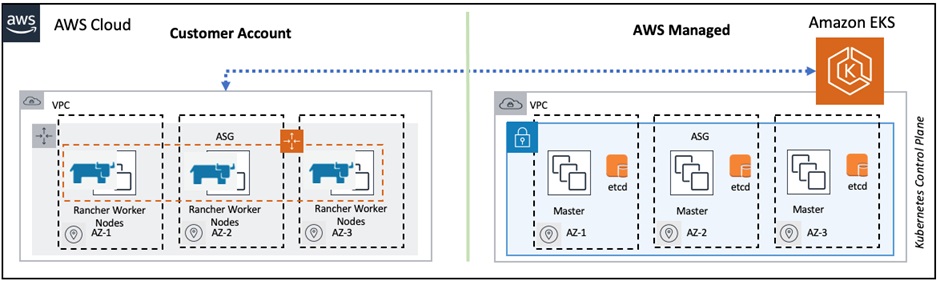 aws
AWS Cloud
Customer Account
AWS Managed
Amazon EKS
K
VPC
ASG
Rancher Worker
Nodes
AZ-1
Rancher Worker
Nodes
AZ-2
Rancher Worker
Nodes
AZ-3
VPC
ASG
etcd
Master
AZ-1
etcd
Master
AZ-2
etcd
Master
AZ-3
Kubernetes Control Plane